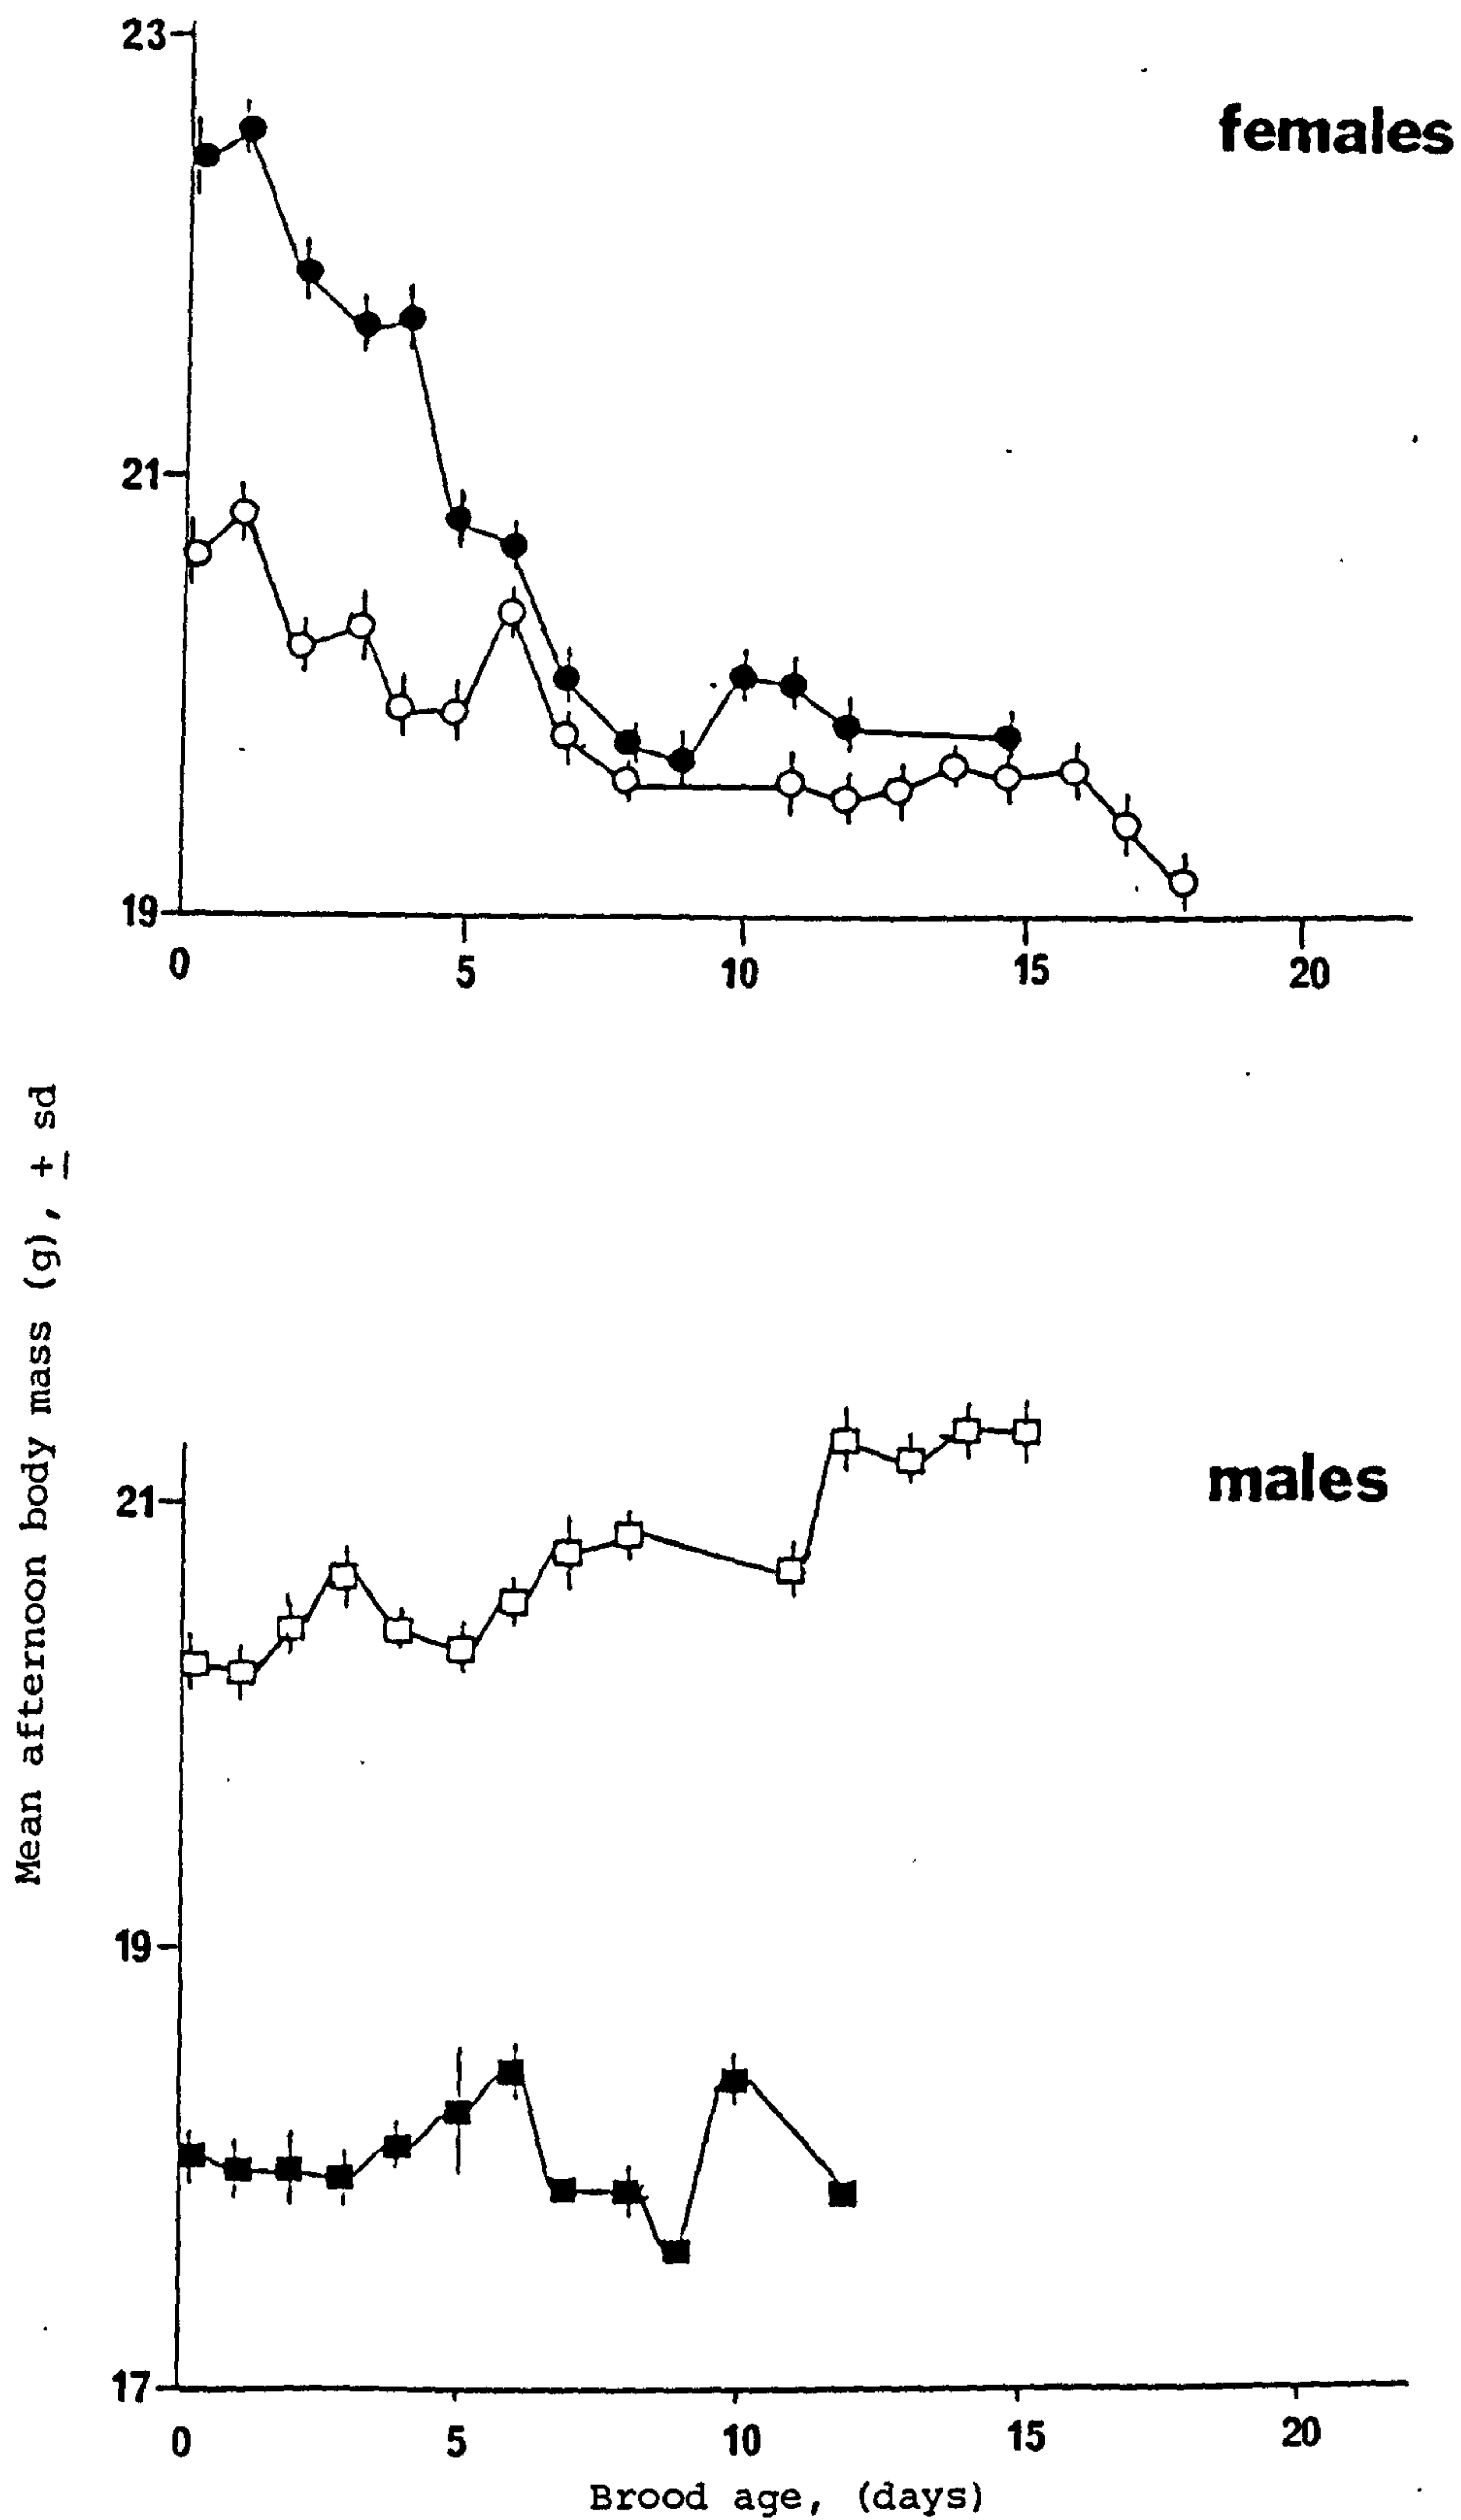 23
females
21
19
0 5 10 15 20
Mean afternoon body mass (g), ± sd
21
males
19
17
0 5 10 15 20
Brood age, (days)